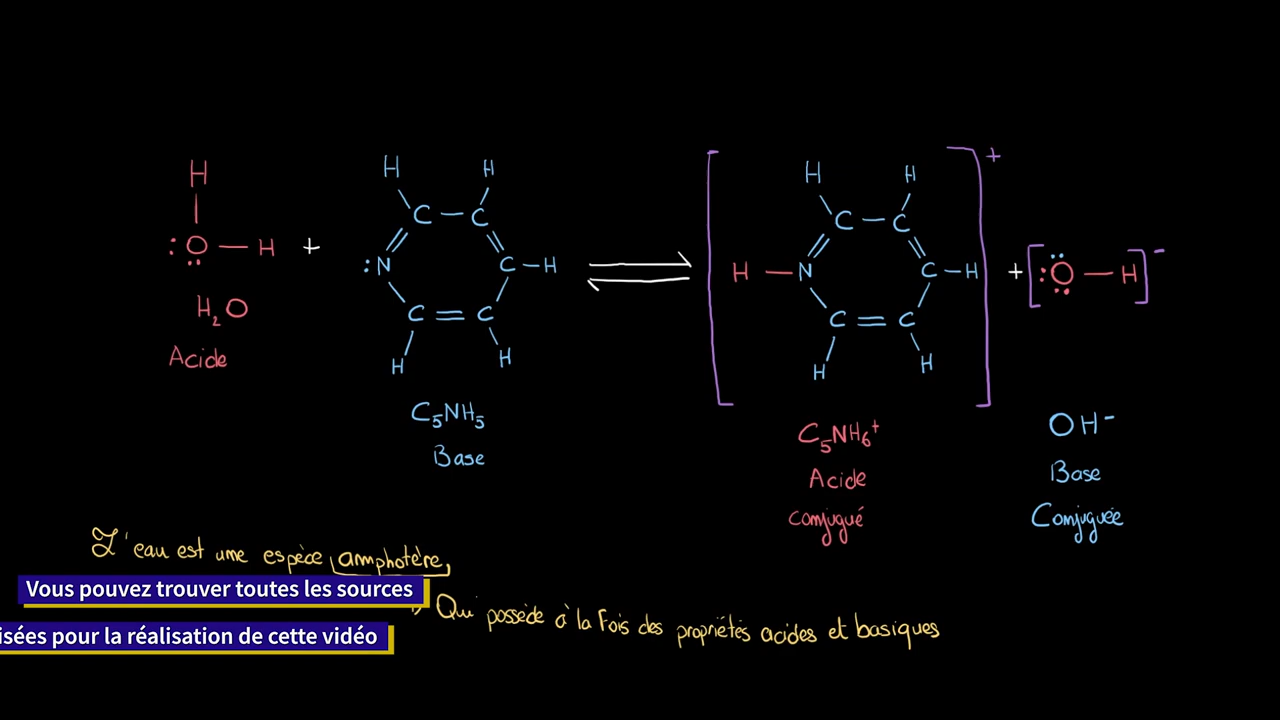 H H H H H
:O — H + :N C — C C — H ⇌ H — N C — C C — H + :O — H
H₂O C = C C = C
Acide H H H H
C₅NH₅ C₅NH₆⁺ OH⁻
Base Acide Base
conjugué Conjuguée
L'eau est une espèce amphotère
Vous pouvez trouver toutes les sources
Qui possède à la fois des propriétés acides et basiques
isées pour la réalisation de cette vidéo